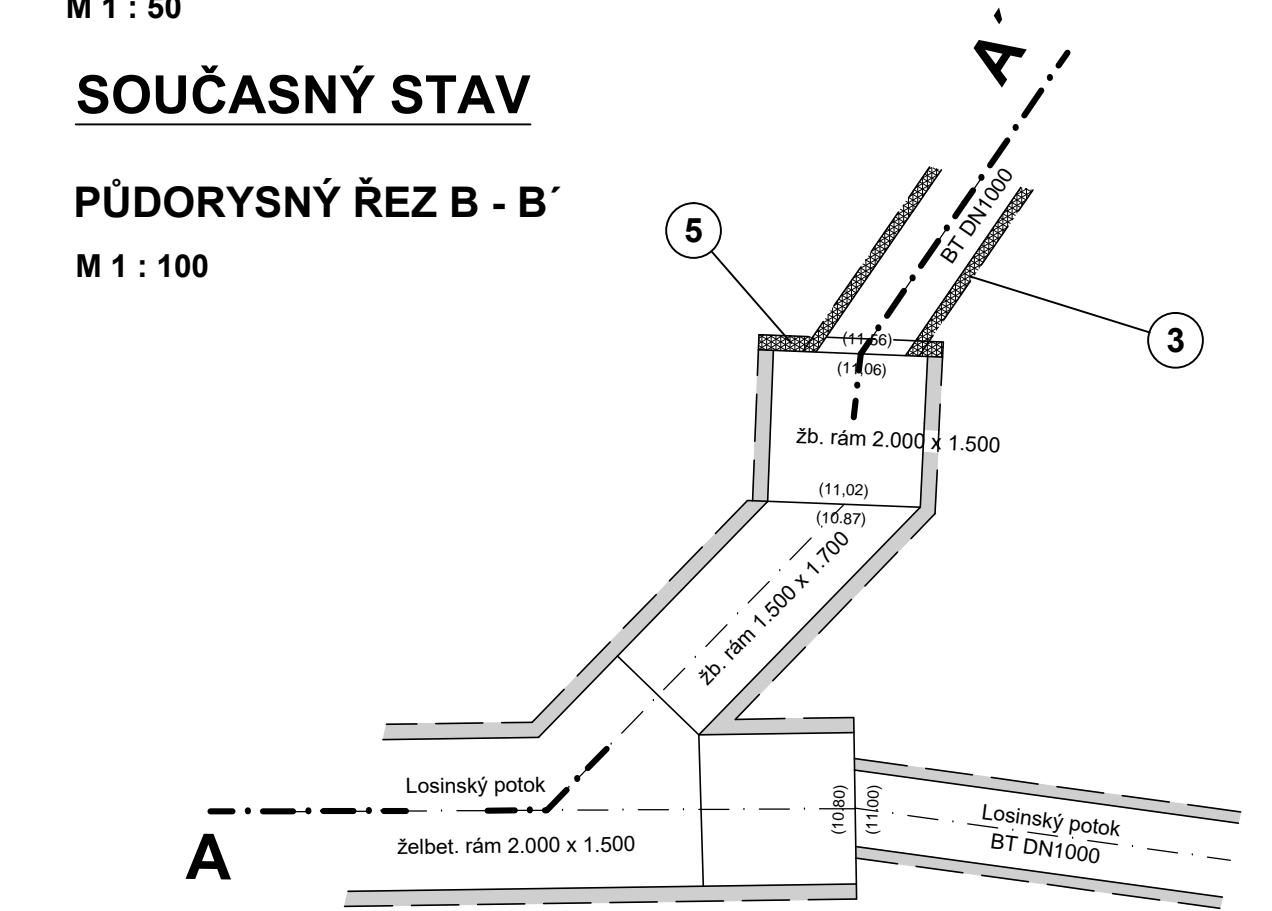 M 1 : 50
SOUČASNÝ STAV
PŮDORYSNÝ ŘEZ B - B´
M 1 : 100
A´
BT DN1000
5
3
(11,56)
(11,06)
žb. rám 2.000 x 1.500
(11,02)
(10.87)
žb. rám 1.500 x 1.700
Losinský potok
A
želbet. rám 2.000 x 1.500
(10.80)
(11.00)
Losinský potok
BT DN1000